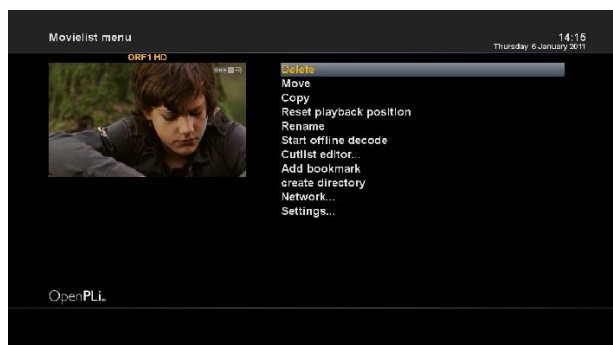 Movielist menu
14:15
Thursday 6 January 2011
ORF1 HD
Delete
Move
Copy
Reset playback position
Rename
Start offline decode
Cutlist editor...
Add bookmark
create directory
Network...
Settings...
OpenPLi®